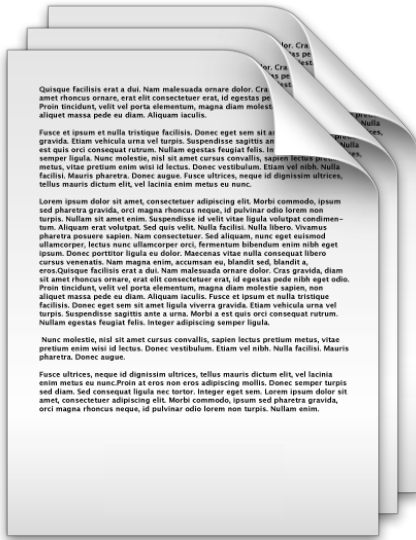 Quisque facilisis erat a dui. Nam malesuada ornare dolor. Cra
amet rhoncus ornare, erat elit consectetuer erat, id egestas pe
Proin tincidunt, velit vel porta elementum, magna diam molest
aliquet massa pede eu diam. Aliquam iaculis.
Fusce et ipsum et nulla tristique facilisis. Donec eget sem sit a
gravida. Etiam vehicula urna vel turpis. Suspendisse sagittis an
est quis orci consequat rutrum. Nullam egestas feugiat felis. In
semper ligula. Nunc molestie, nisl sit amet cursus convallis, sapien lectus
metus, vitae pretium enim wisi id lectus. Donec vestibulum. Etiam vel nibh. Nulla
facilisi. Mauris pharetra. Donec augue. Fusce ultrices, neque id dignissim ultrices,
tellus mauris dictum elit, vel lacinia enim metus eu nunc.
Lorem ipsum dolor sit amet, consectetuer adipiscing elit. Morbi commodo, ipsum
sed pharetra gravida, orci magna rhoncus neque, id pulvinar odio lorem non
turpis. Nullam sit amet enim. Suspendisse id velit vitae ligula volutpat condimen-
tum. Aliquam erat volutpat. Sed quis velit. Nulla facilisi. Nulla libero. Vivamus
pharetra posuere sapien. Nam consectetuer. Sed aliquam, nunc eget euismod
ullamcorper, lectus nunc ullamcorper orci, fermentum bibendum enim nibh eget
ipsum. Donec porttitor ligula eu dolor. Maecenas vitae nulla consequat libero
cursus venenatis. Nam magna enim, accumsan eu, blandit sed, blandit a,
eros.Quisque facilisis erat a dui. Nam malesuada ornare dolor. Cras gravida, diam
sit amet rhoncus ornare, erat elit consectetuer erat, id egestas pede nibh eget odio.
Proin tincidunt, velit vel porta elementum, magna diam molestie sapien, non
aliquet massa pede eu diam. Aliquam iaculis. Fusce et ipsum et nulla tristique
facilisis. Donec eget sem sit amet ligula viverra gravida. Etiam vehicula urna vel
turpis. Suspendisse sagittis ante a urna. Morbi a est quis orci consequat rutrum.
Nullam egestas feugiat felis. Integer adipiscing semper ligula.
Nunc molestie, nisl sit amet cursus convallis, sapien lectus pretium metus, vitae
pretium enim wisi id lectus. Donec vestibulum. Etiam vel nibh. Nulla facilisi. Mauris
pharetra. Donec augue.
Fusce ultrices, neque id dignissim ultrices, tellus mauris dictum elit, vel lacinia
enim metus eu nunc.Proin at eros non eros adipiscing mollis. Donec semper turpis
sed diam. Sed consequat ligula nec tortor. Integer eget sem. Lorem ipsum dolor sit
amet, consectetuer adipiscing elit. Morbi commodo, ipsum sed pharetra gravida,
orci magna rhoncus neque, id pulvinar odio lorem non turpis. Nullam enim.